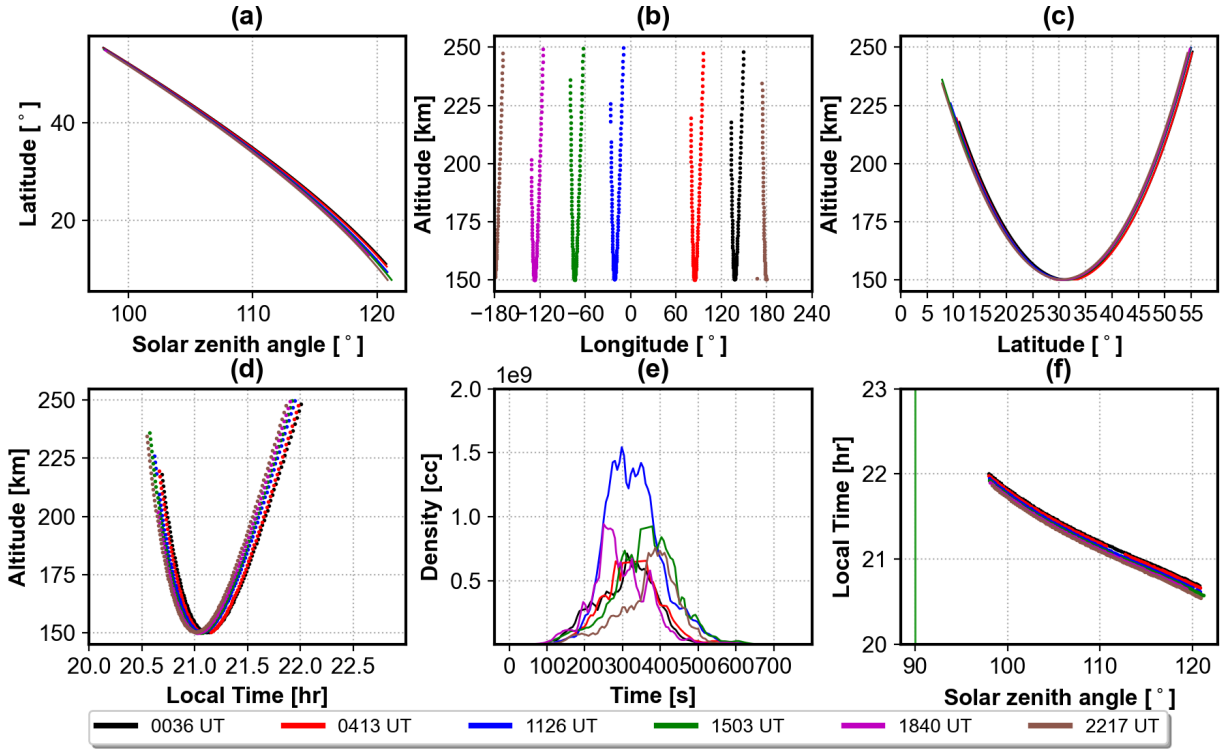 (a) (b) (c)
40
20
Latitude [°]
100 110 120
Solar zenith angle [°]
250
225
200
175
150
Altitude [km]
−180 −120 −60 0 60 120 180 240
Longitude [°]
250
225
200
175
150
Altitude [km]
0 5 10 15 20 25 30 35 40 45 50 55
Latitude [°]
(d) (e) (f)
250
225
200
175
150
Altitude [km]
20.0 20.5 21.0 21.5 22.0 22.5
Local Time [hr]
1e9
2.0
1.5
1.0
0.5
Density [cc]
0 100 200 300 400 500 600 700
Time [s]
23
22
21
20
Local Time [hr]
90 100 110 120
Solar zenith angle [°]
0036 UT 0413 UT 1126 UT 1503 UT 1840 UT 2217 UT